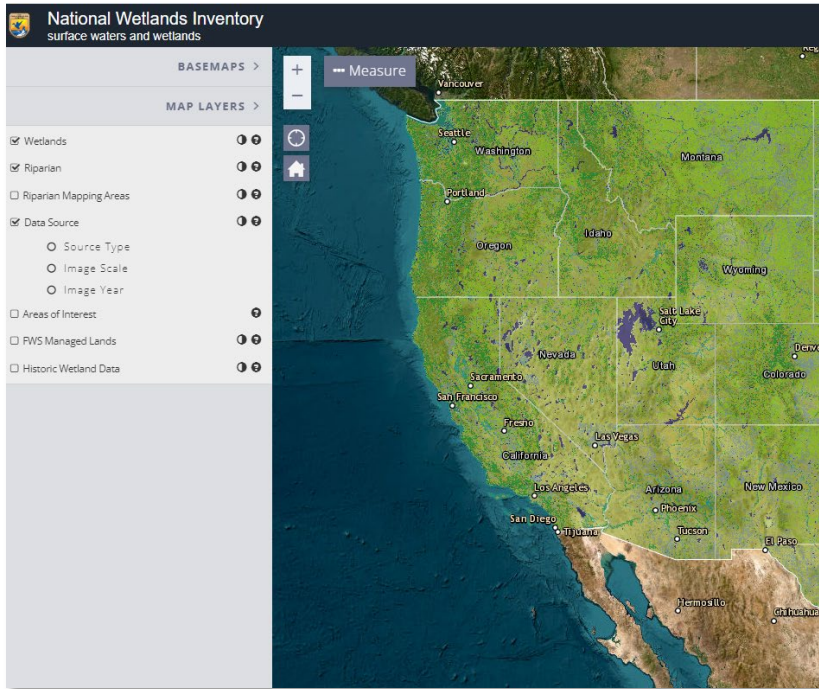 National Wetlands Inventory
surface waters and wetlands
BASEMAPS >
MAP LAYERS >
Wetlands
Riparian
Riparian Mapping Areas
Data Source
Source Type
Image Scale
Image Year
Areas of Interest
FWS Managed Lands
Historic Wetland Data
+
−
••• Measure
Reg
Vancouver
Seattle
Washington
Montana
Portland
Oregon
Idaho
Wyoming
Salt Lake
City
Nevada
Utah
Denv
Colorado
Sacramento
San Francisco
Fresno
Las Vegas
California
Los Angeles
Arizona
New Mexico
Phoenix
San Diego
Tijuana
Tucson
El Paso
Hermosillo
Chihuahua